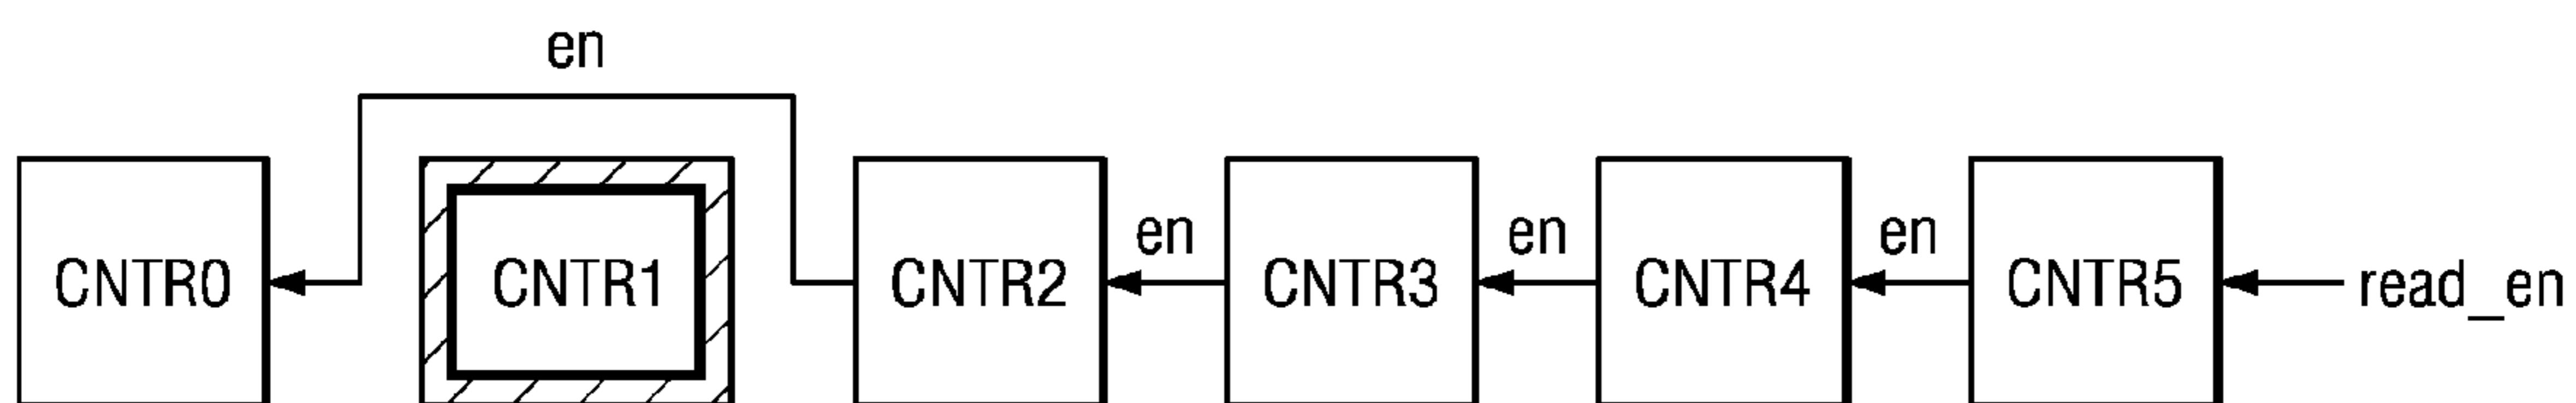 en
en en en
CNTR0 CNTR1 CNTR2 CNTR3 CNTR4 CNTR5 read_en